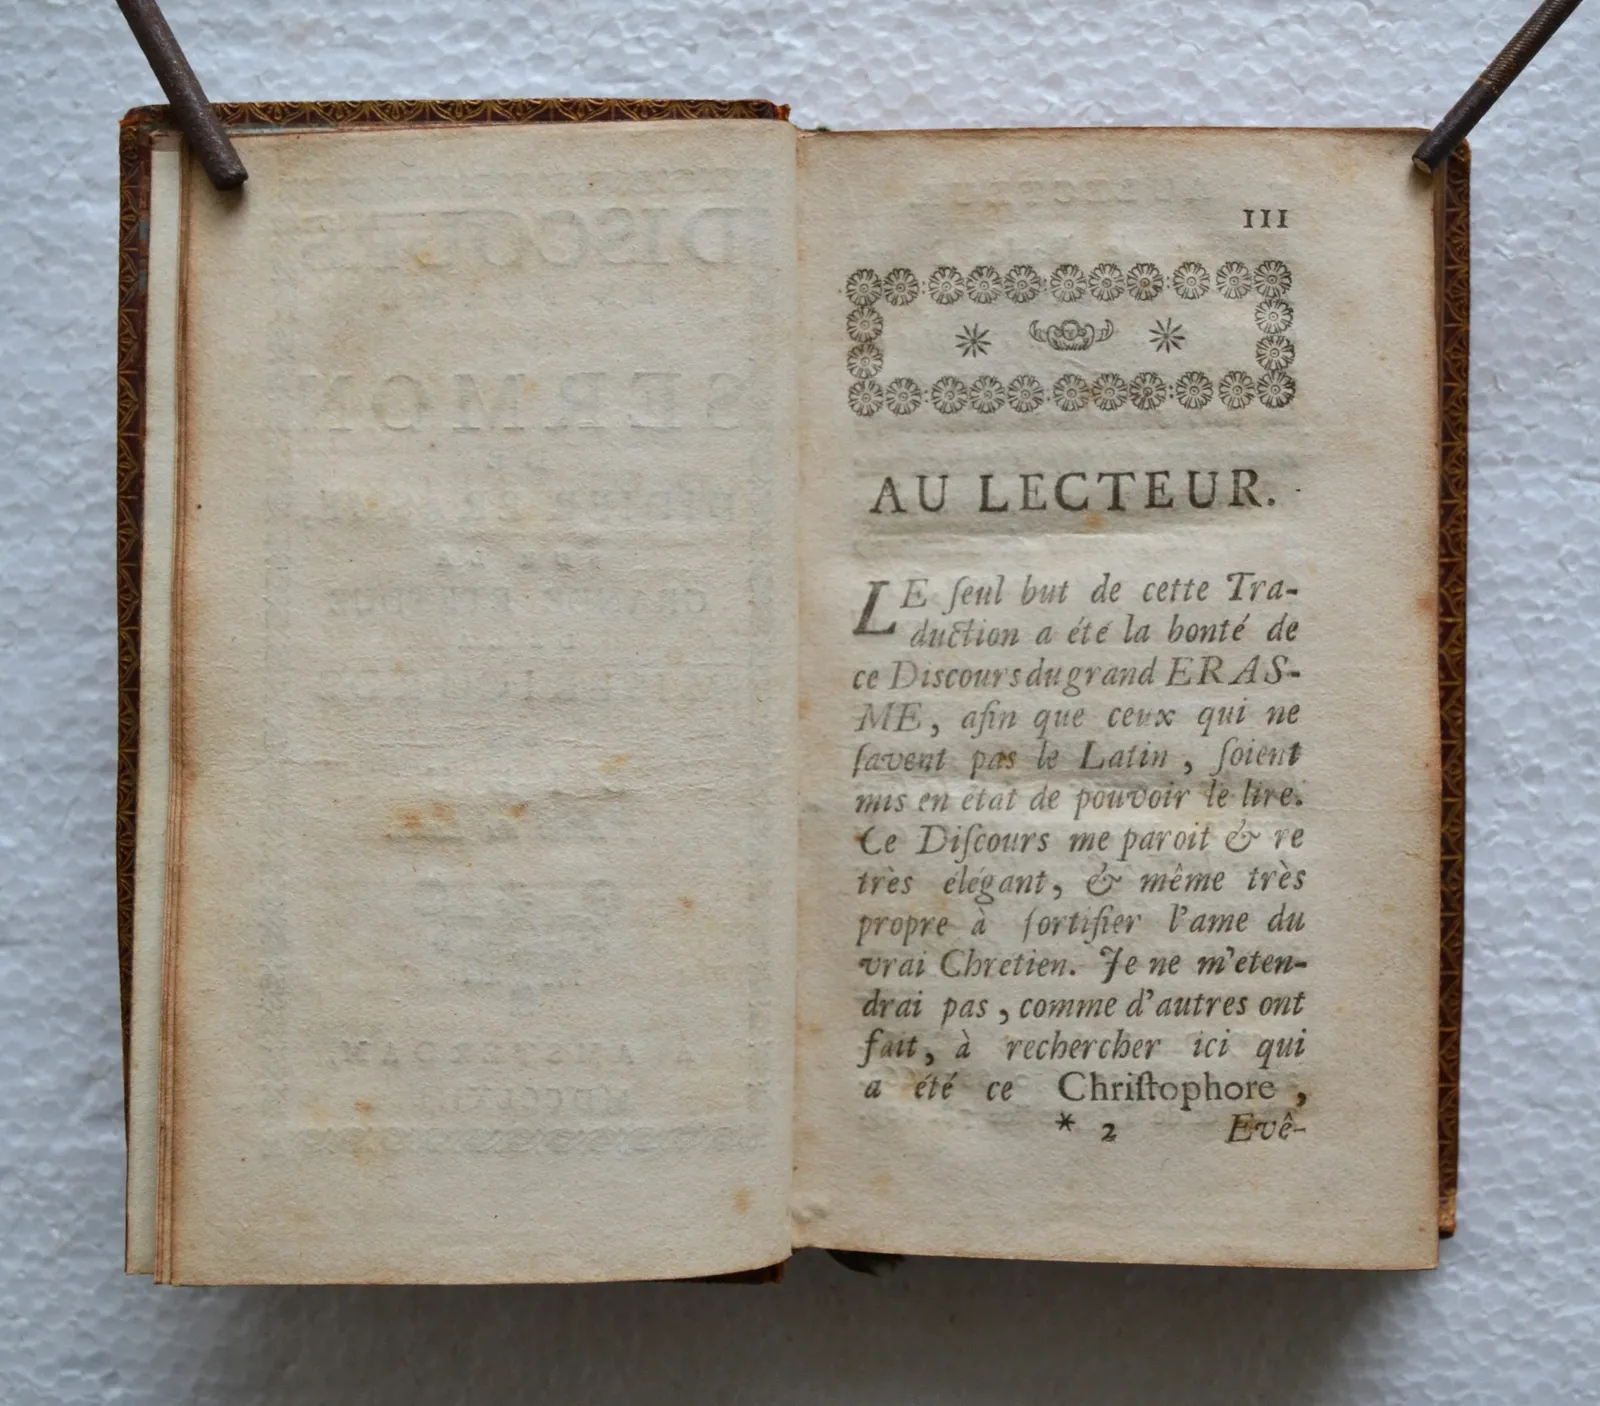 III
AU LECTEUR.
LE ſeul but de cette Tra-
duction a été la bonté de
ce Discours du grand ERAS-
ME, afin que ceux qui ne
ſavent pas le Latin, ſoient
mis en état de pouvoir le lire.
Ce Diſcours me paroit & re
très élégant, & même très
propre à fortifier l'ame du
vrai Chretien. Je ne m'eten-
drai pas, comme d'autres ont
fait, à rechercher ici qui
a été ce Chriſtophore,
* 2 Evê-